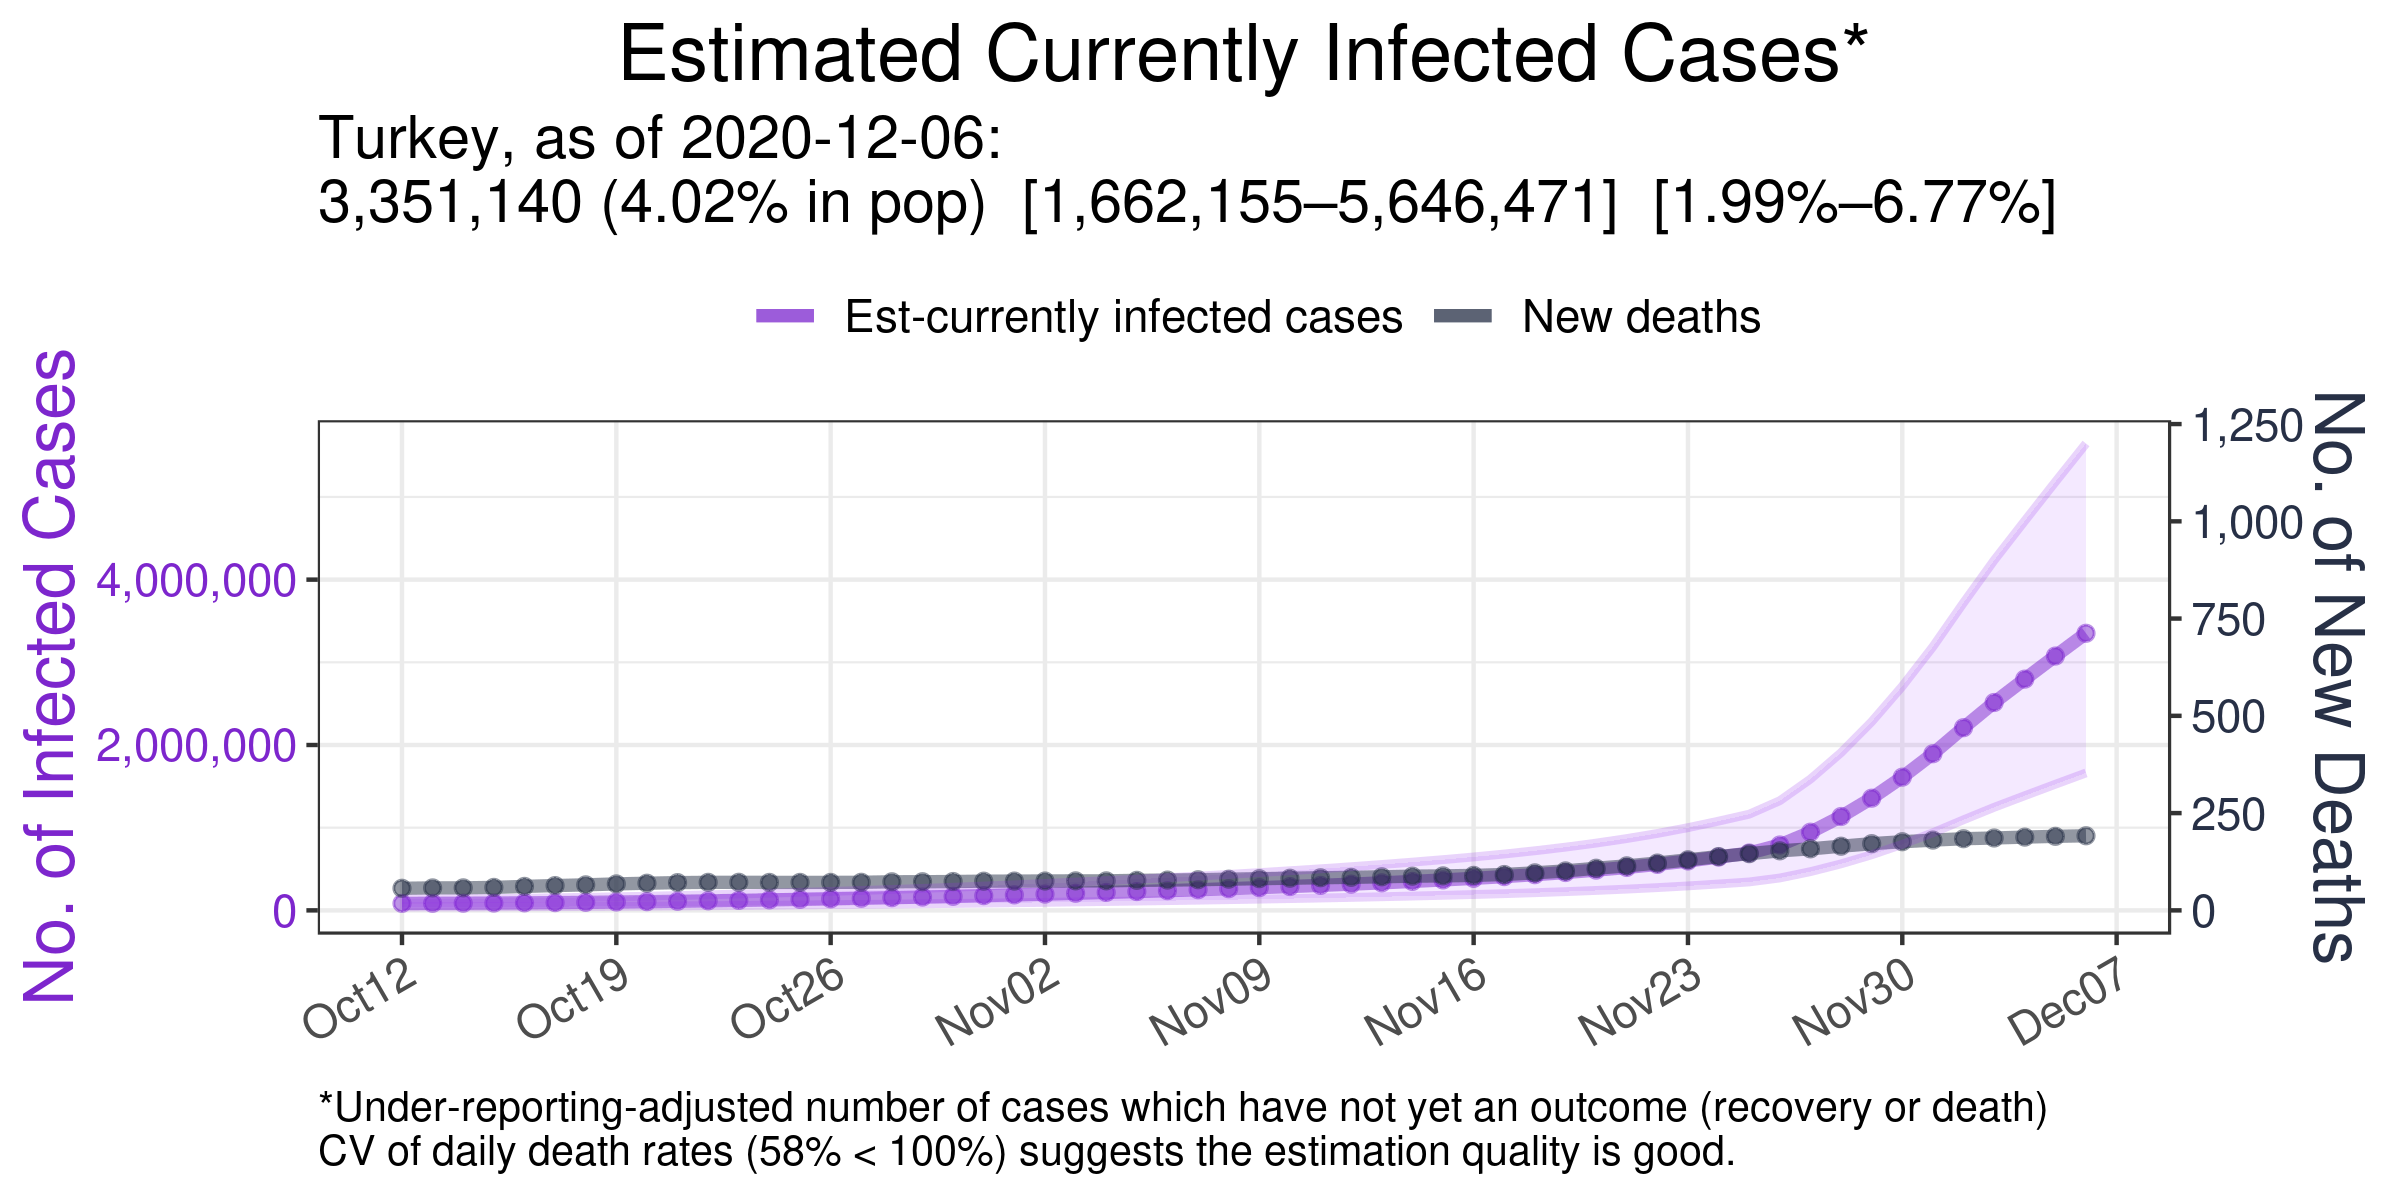 Estimated Currently Infected Cases*
Turkey, as of 2020-12-06:
3,351,140 (4.02% in pop)  [1,662,155–5,646,471]  [1.99%–6.77%]
Est-currently infected cases
New deaths
No. of Infected Cases
4,000,000
2,000,000
0
1,250
1,000
750
500
250
0
No. of New Deaths
Oct12
Oct19
Oct26
Nov02
Nov09
Nov16
Nov23
Nov30
Dec07
*Under-reporting-adjusted number of cases which have not yet an outcome (recovery or death)
CV of daily death rates (58% < 100%) suggests the estimation quality is good.